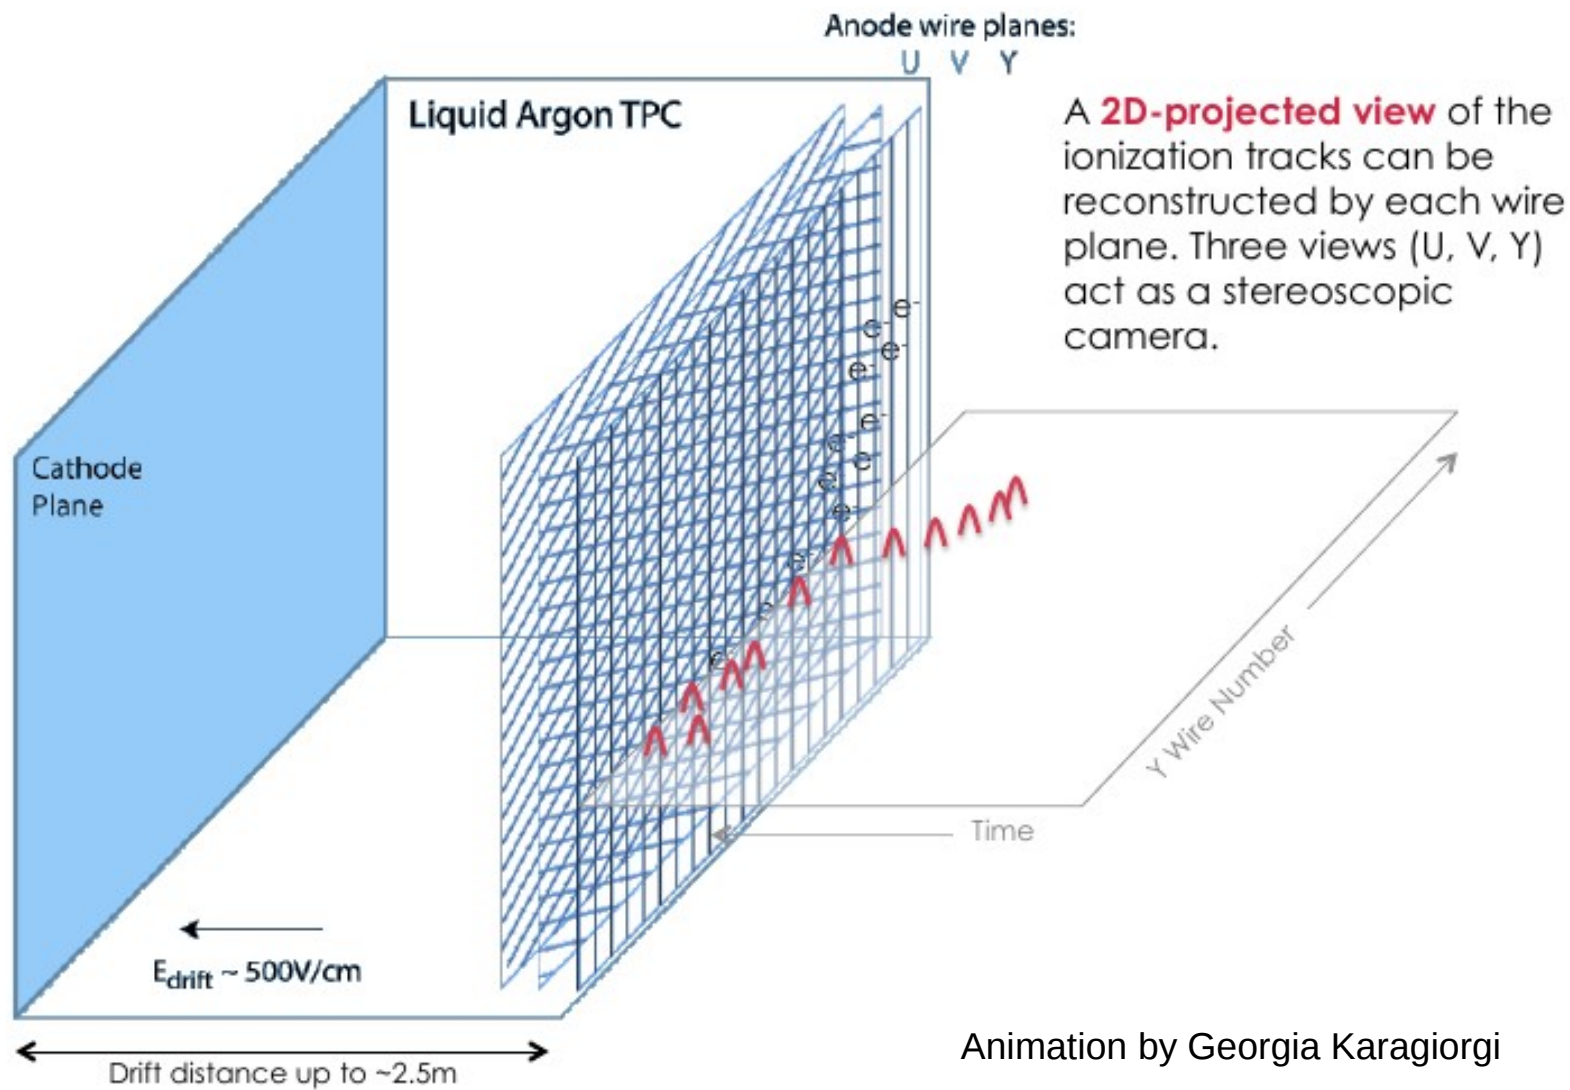 Anode wire planes:
U V Y
Liquid Argon TPC
A 2D-projected view of the
ionization tracks can be
reconstructed by each wire
plane. Three views (U, V, Y)
act as a stereoscopic
camera.
e-
e-
e-
e-
e-
e-
e-
e-
e-
Cathode
Plane
Y Wire Number
Time
Edrift ~ 500V/cm
Drift distance up to ~2.5m
Animation by Georgia Karagiorgi